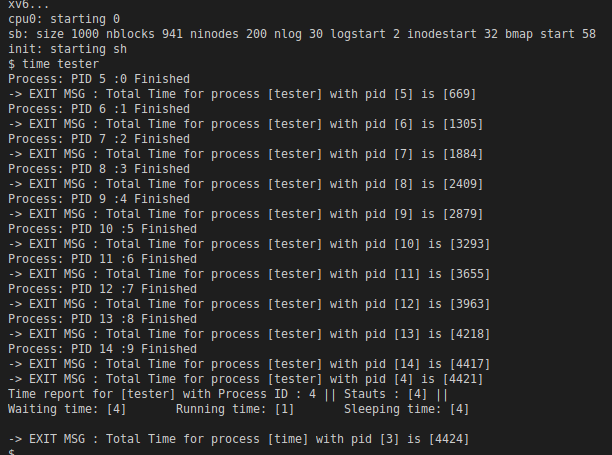 xv6...
cpu0: starting 0
sb: size 1000 nblocks 941 ninodes 200 nlog 30 logstart 2 inodestart 32 bmap start 58
init: starting sh
$ time tester
Process: PID 5 :0 Finished
-> EXIT MSG : Total Time for process [tester] with pid [5] is [669]
Process: PID 6 :1 Finished
-> EXIT MSG : Total Time for process [tester] with pid [6] is [1305]
Process: PID 7 :2 Finished
-> EXIT MSG : Total Time for process [tester] with pid [7] is [1884]
Process: PID 8 :3 Finished
-> EXIT MSG : Total Time for process [tester] with pid [8] is [2409]
Process: PID 9 :4 Finished
-> EXIT MSG : Total Time for process [tester] with pid [9] is [2879]
Process: PID 10 :5 Finished
-> EXIT MSG : Total Time for process [tester] with pid [10] is [3293]
Process: PID 11 :6 Finished
-> EXIT MSG : Total Time for process [tester] with pid [11] is [3655]
Process: PID 12 :7 Finished
-> EXIT MSG : Total Time for process [tester] with pid [12] is [3963]
Process: PID 13 :8 Finished
-> EXIT MSG : Total Time for process [tester] with pid [13] is [4218]
Process: PID 14 :9 Finished
-> EXIT MSG : Total Time for process [tester] with pid [14] is [4417]
-> EXIT MSG : Total Time for process [tester] with pid [4] is [4421]
Time report for [tester] with Process ID : 4 || Stauts : [4] ||
Waiting time: [4] Running time: [1] Sleeping time: [4]
-> EXIT MSG : Total Time for process [time] with pid [3] is [4424]
$